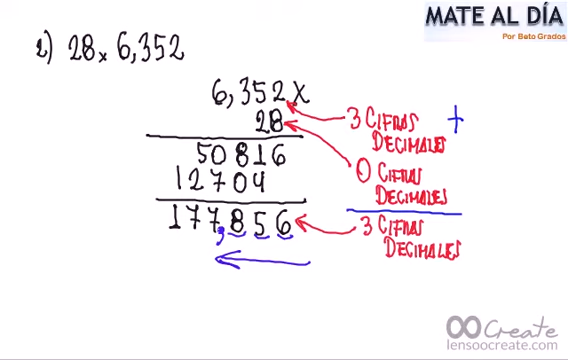 MATE AL DÍA
Por Beto Grados
2) 28 x 6,352
6,352 x
28
50816
12704
177,856
3 CIFRAS
DECIMALES
+
0 CIFRAS
DECIMALES
3 CIFRAS
DECIMALES
Create
lensoocreate.com